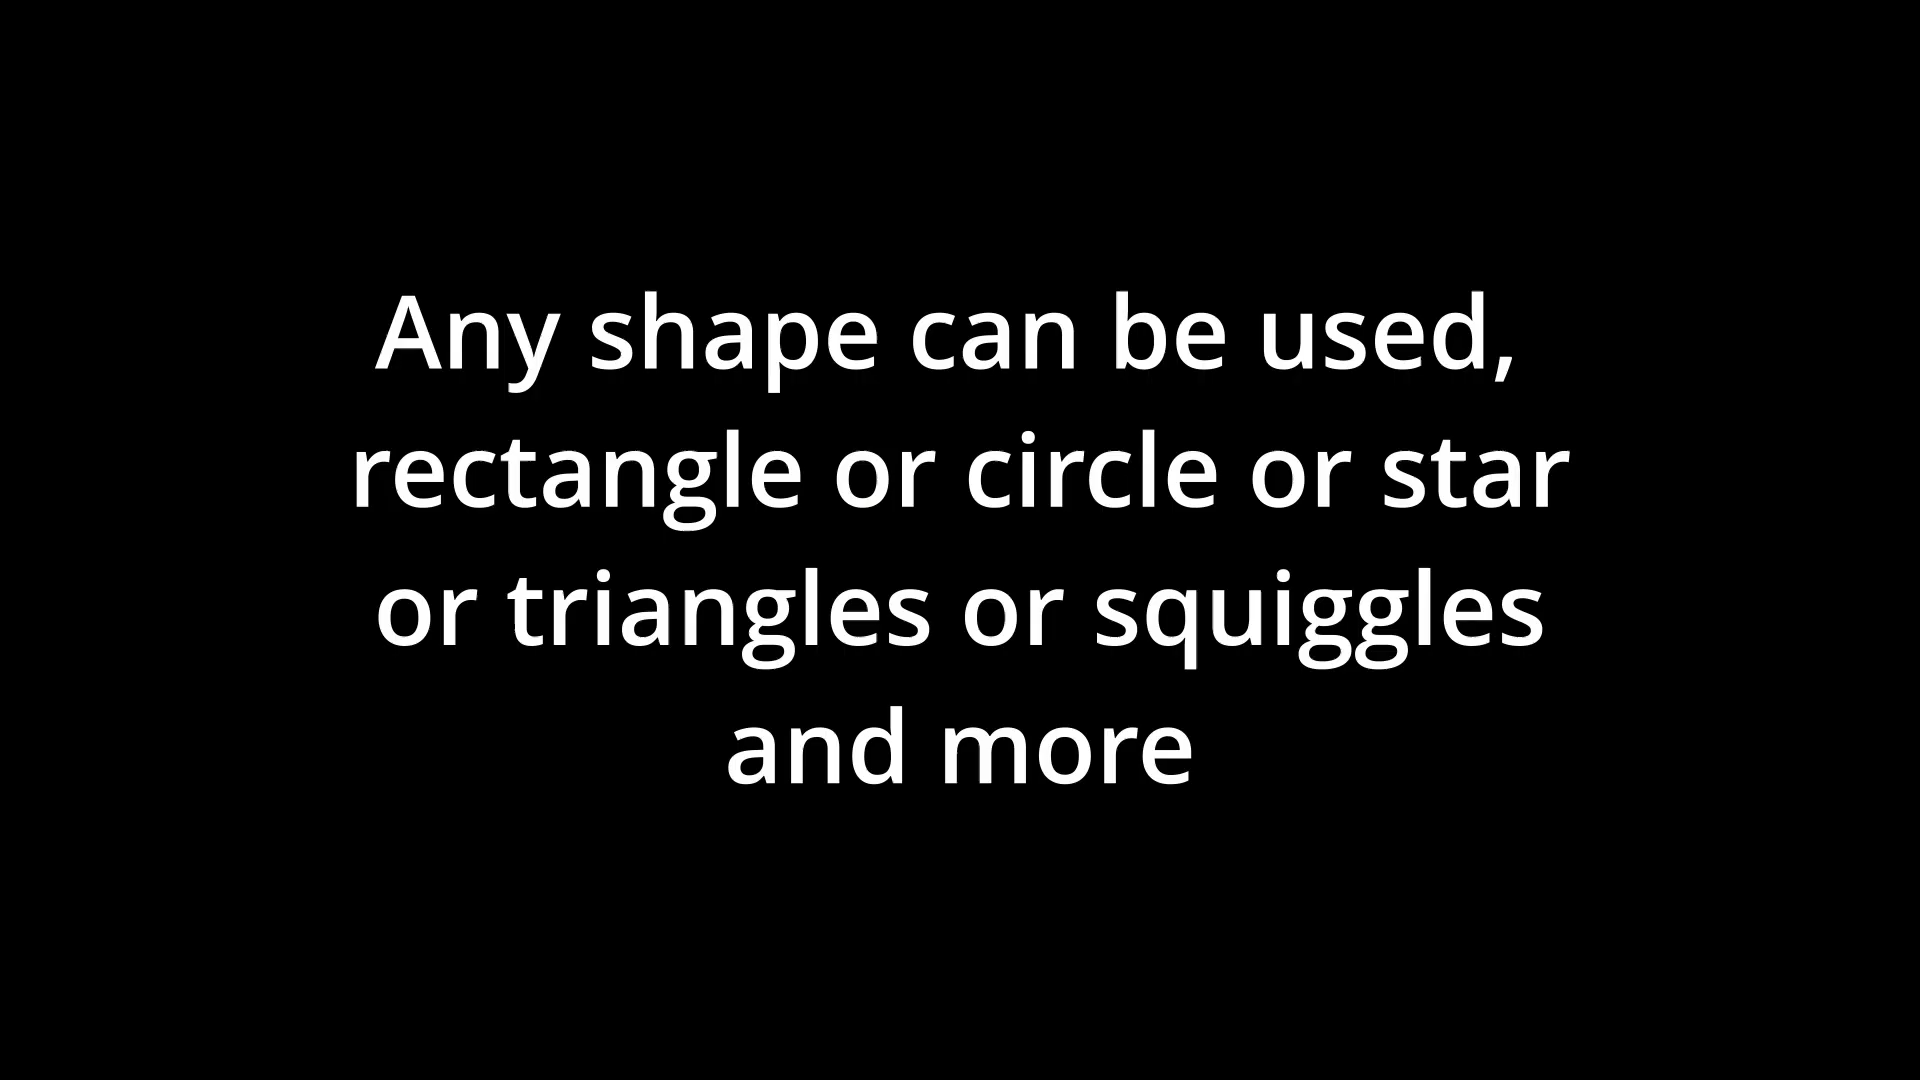 Any shape can be used,
rectangle or circle or star
or triangles or squiggles
and more